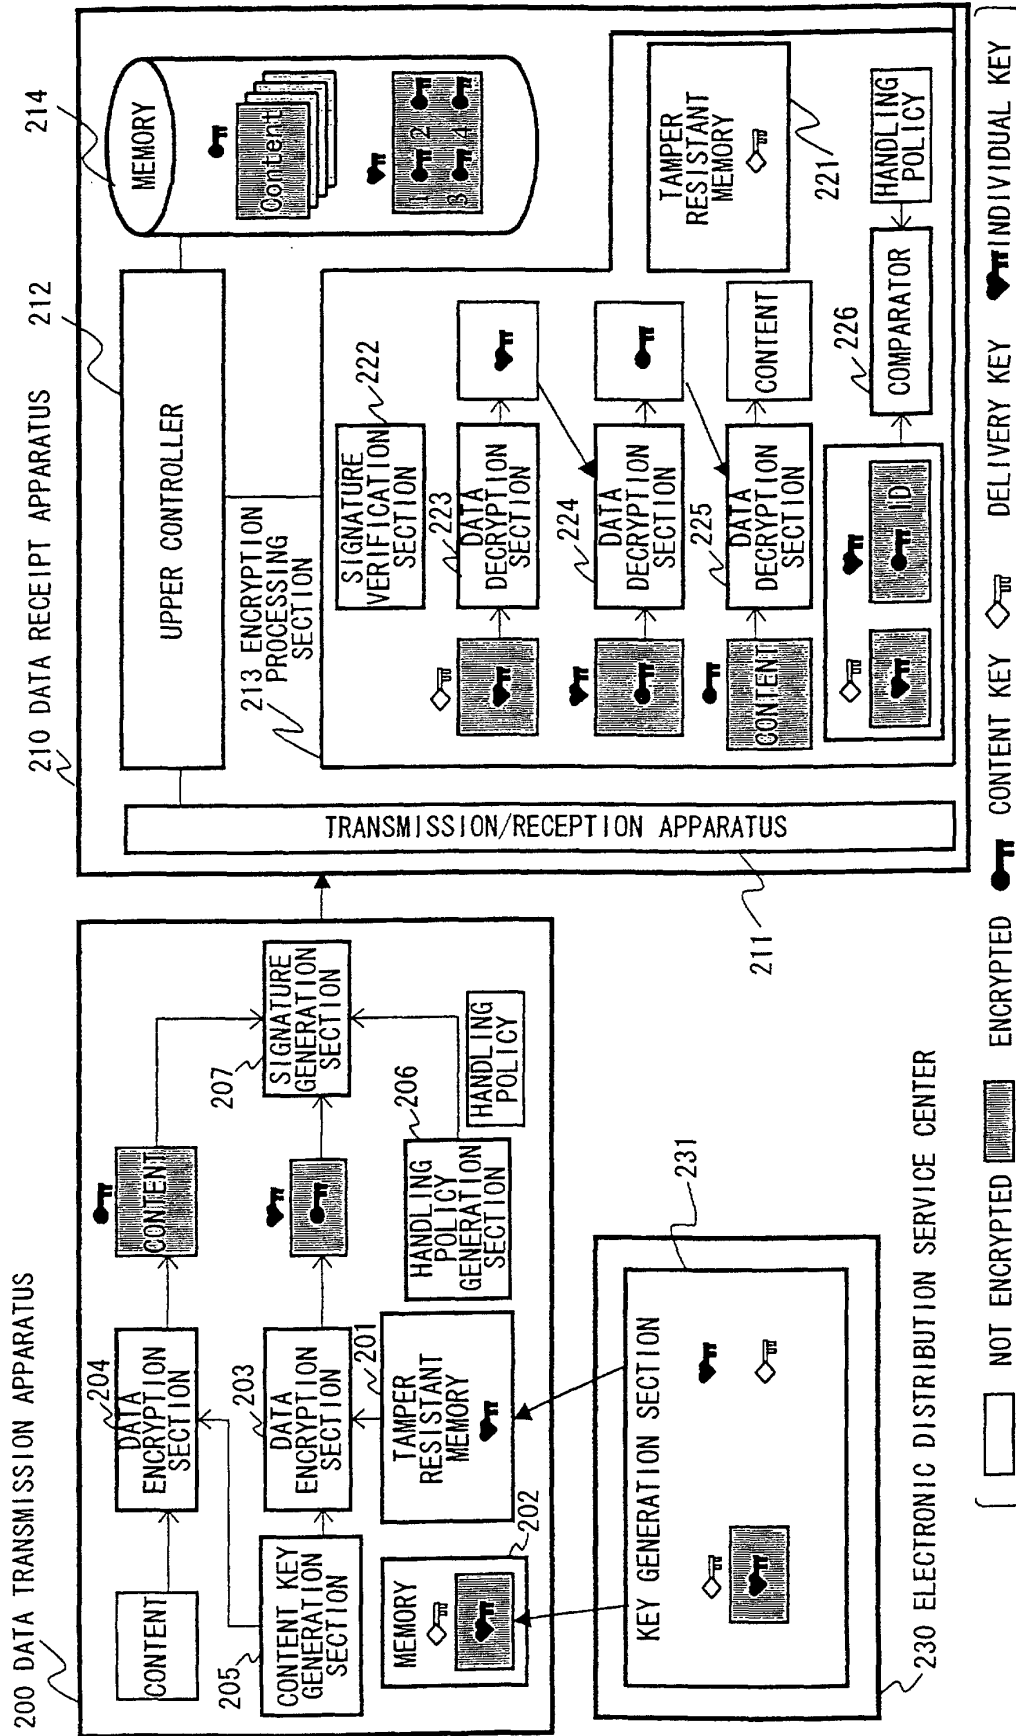 200 DATA TRANSMISSION APPARATUS
CONTENT
204
DATA
ENCRYPTION
SECTION
CONTENT
205
CONTENT KEY
GENERATION
SECTION
203
DATA
ENCRYPTION
SECTION
207
SIGNATURE
GENERATION
SECTION
MEMORY
202
201
TAMPER
RESISTANT
MEMORY
HANDLING
POLICY
GENERATION
SECTION
206
HANDLING
POLICY
KEY GENERATION SECTION
231
230 ELECTRONIC DISTRIBUTION SERVICE CENTER
210 DATA RECEIPT APPARATUS
212
214
UPPER CONTROLLER
MEMORY
Content
1 2
3 4
213 ENCRYPTION
PROCESSING
SECTION
TRANSMISSION/RECEPTION APPARATUS
211
SIGNATURE
VERIFICATION
SECTION
222
223
DATA
DECRYPTION
SECTION
224
DATA
DECRYPTION
SECTION
225
CONTENT
DATA
DECRYPTION
SECTION
CONTENT
TAMPER
RESISTANT
MEMORY
221
ID
226
COMPARATOR
HANDLING
POLICY
NOT ENCRYPTED
ENCRYPTED
CONTENT KEY
DELIVERY KEY
INDIVIDUAL KEY